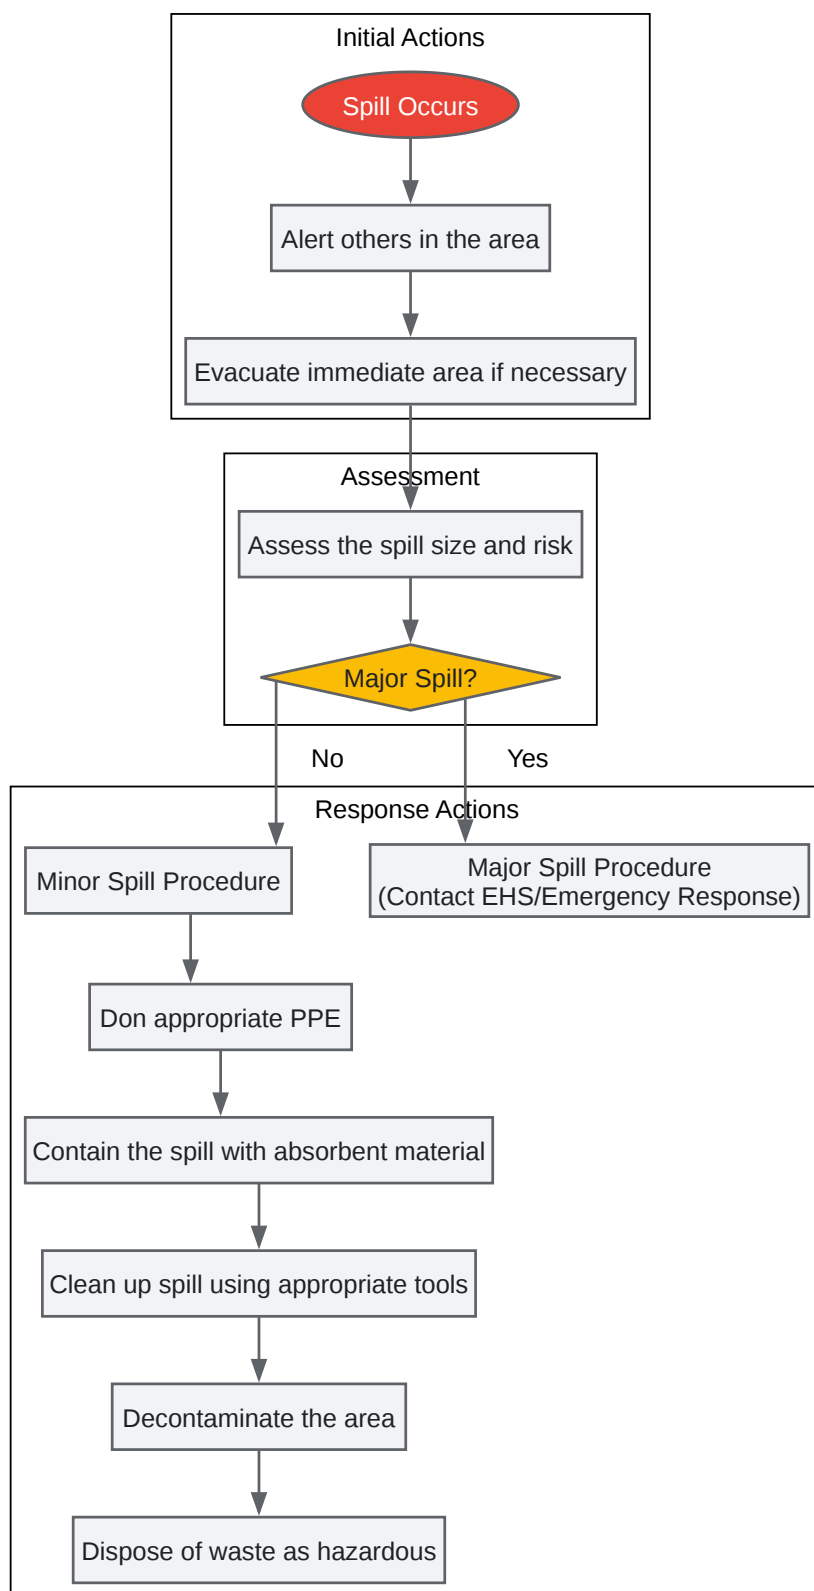 Initial Actions
Spill Occurs
Alert others in the area
Evacuate immediate area if necessary
Assessment
Assess the spill size and risk
Major Spill?
No
Yes
Response Actions
Minor Spill Procedure
Major Spill Procedure
(Contact EHS/Emergency Response)
Don appropriate PPE
Contain the spill with absorbent material
Clean up spill using appropriate tools
Decontaminate the area
Dispose of waste as hazardous